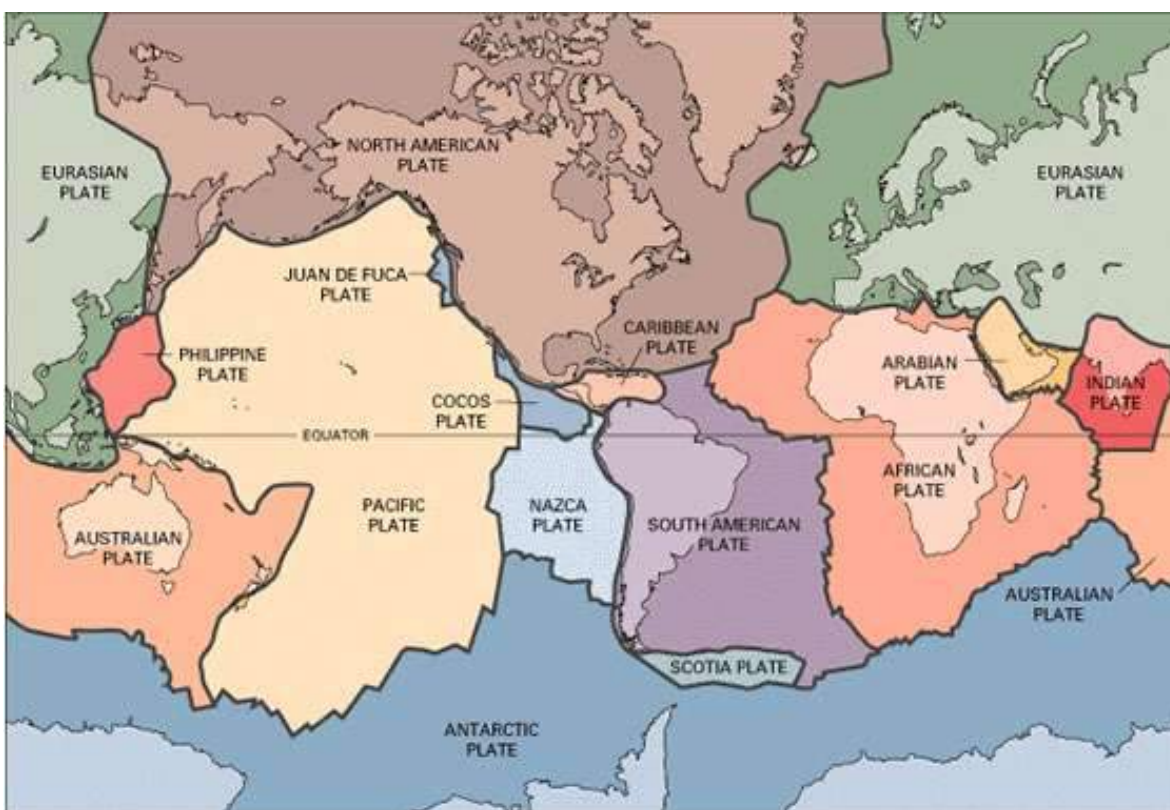 NORTH AMERICAN
PLATE
EURASIAN
PLATE
EURASIAN
PLATE
JUAN DE FUCA
PLATE
CARIBBEAN
PLATE
PHILIPPINE
PLATE
ARABIAN
PLATE
INDIAN
PLATE
COCOS
PLATE
EQUATOR
AFRICAN
PLATE
PACIFIC
PLATE
NAZCA
PLATE
SOUTH AMERICAN
PLATE
AUSTRALIAN
PLATE
AUSTRALIAN
PLATE
SCOTIA PLATE
ANTARCTIC
PLATE